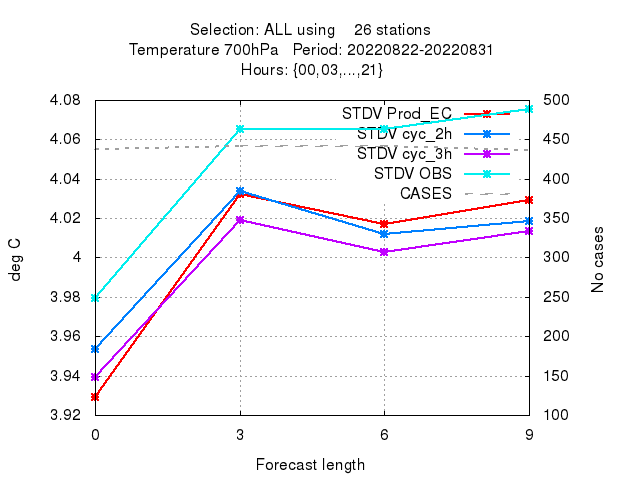 Selection: ALL using    26 stations
Temperature 700hPa   Period: 20220822-20220831
Hours: {00,03,...,21}
4.08
4.06
4.04
4.02
4
3.98
3.96
3.94
3.92
deg C
STDV Prod_EC
STDV cyc_2h
STDV cyc_3h
STDV OBS
CASES
500
450
400
350
300
250
200
150
100
No cases
0 3 6 9
Forecast length